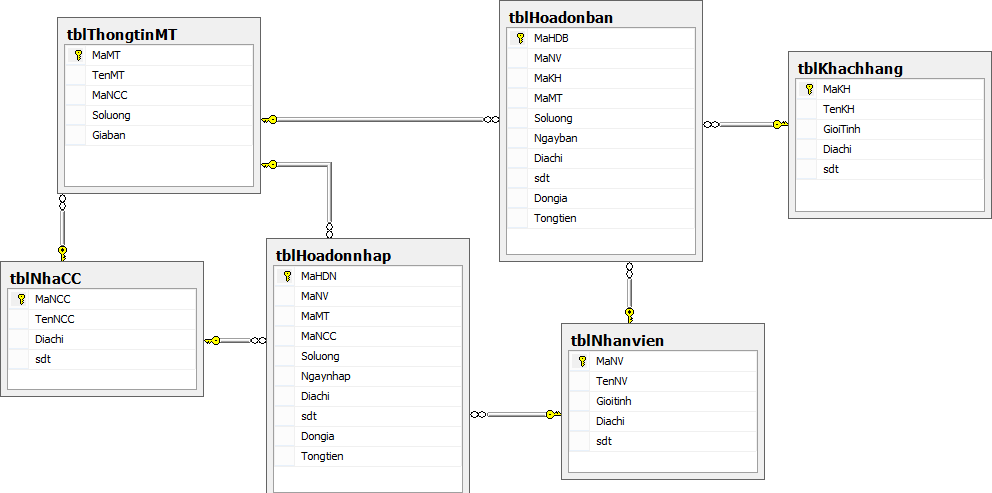 tblThongtinMT
MaMT
TenMT
MaNCC
Soluong
Giaban
tblHoadonban
MaHDB
MaNV
MaKH
MaMT
Soluong
Ngayban
Diachi
sdt
Dongia
Tongtien
tblKhachhang
MaKH
TenKH
GioiTinh
Diachi
sdt
tblNhaCC
MaNCC
TenNCC
Diachi
sdt
tblHoadonnhap
MaHDN
MaNV
MaMT
MaNCC
Soluong
Ngaynhap
Diachi
sdt
Dongia
Tongtien
tblNhanvien
MaNV
TenNV
Gioitinh
Diachi
sdt